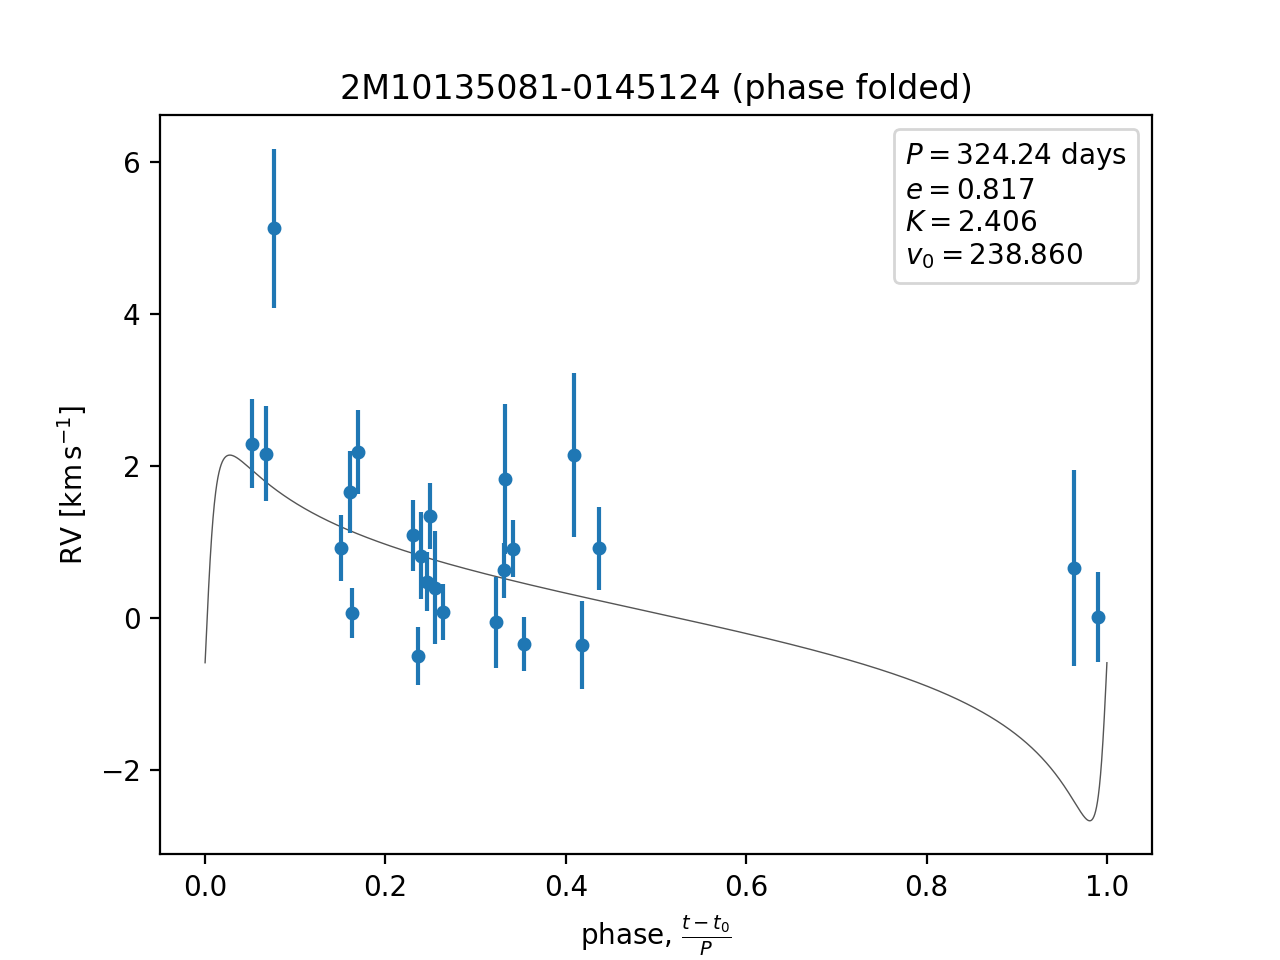 2M10135081-0145124 (phase folded)
P = 324.24 days
e = 0.817
K = 2.406
v₀ = 238.860
6
4
2
0
−2
RV [km s⁻¹]
0.0 0.2 0.4 0.6 0.8 1.0
phase, (t − t₀)/P